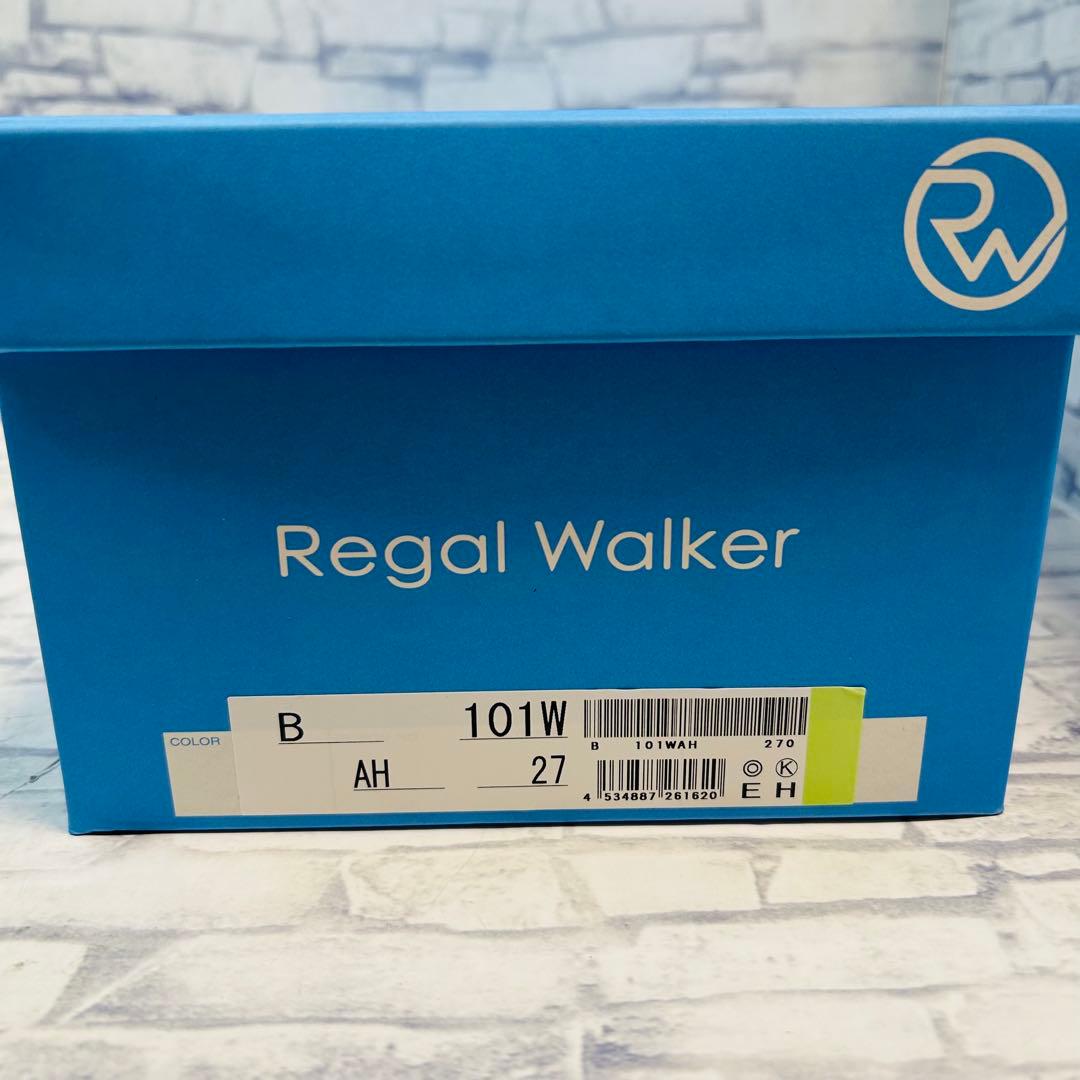 RW
Regal Walker
COLOR
B 101W
AH 27
B 101WAH 270
4 534887 261620
◎ Ⓚ
E H